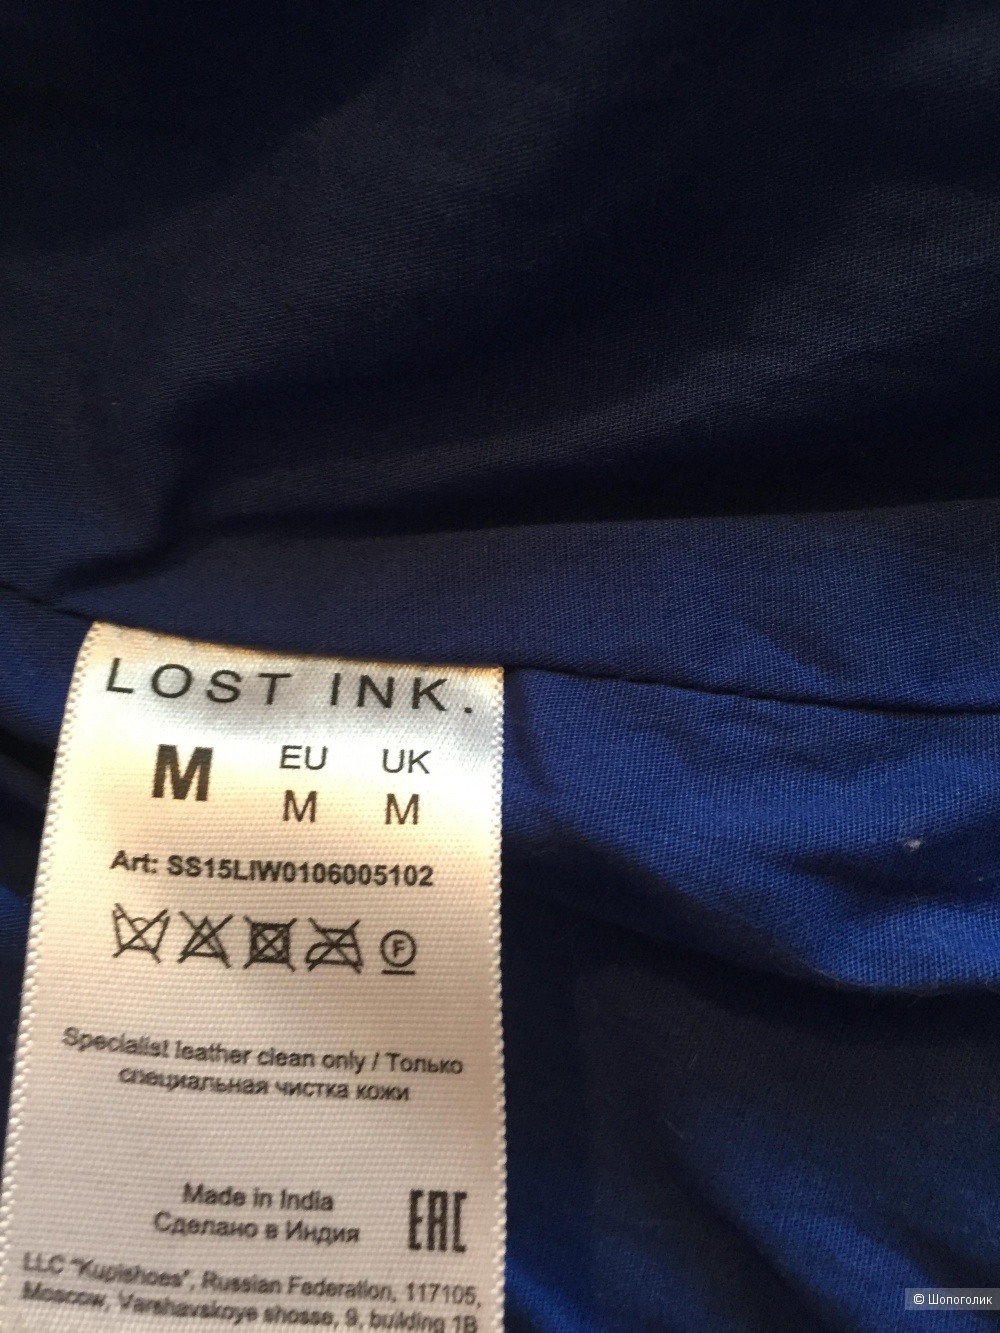 LOST INK.
M EU UK
M M
Art: SS15LIW0106005102
F
Specialist leather clean only / Только
специальная чистка кожи
Made in India
Сделано в Индия
EAC
LLC "Kupishoes", Russian Federation, 117105,
Moscow, Varshavskoye shosse, 9, building 1B
© Шопоголик